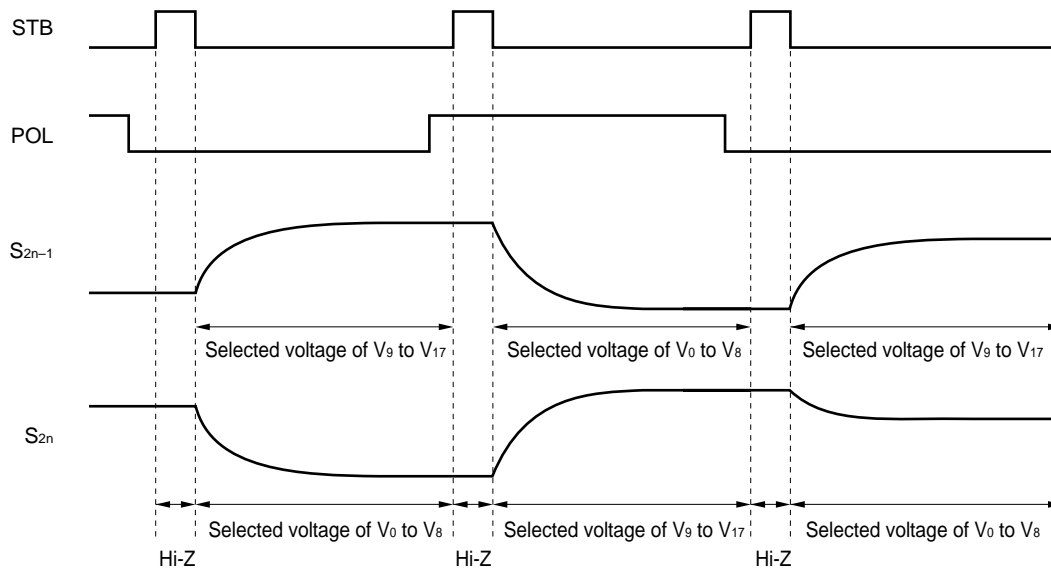 STB
POL
S2n–1
Selected voltage of V9 to V17 Selected voltage of V0 to V8 Selected voltage of V9 to V17
S2n
Selected voltage of V0 to V8 Selected voltage of V9 to V17 Selected voltage of V0 to V8
Hi-Z Hi-Z Hi-Z